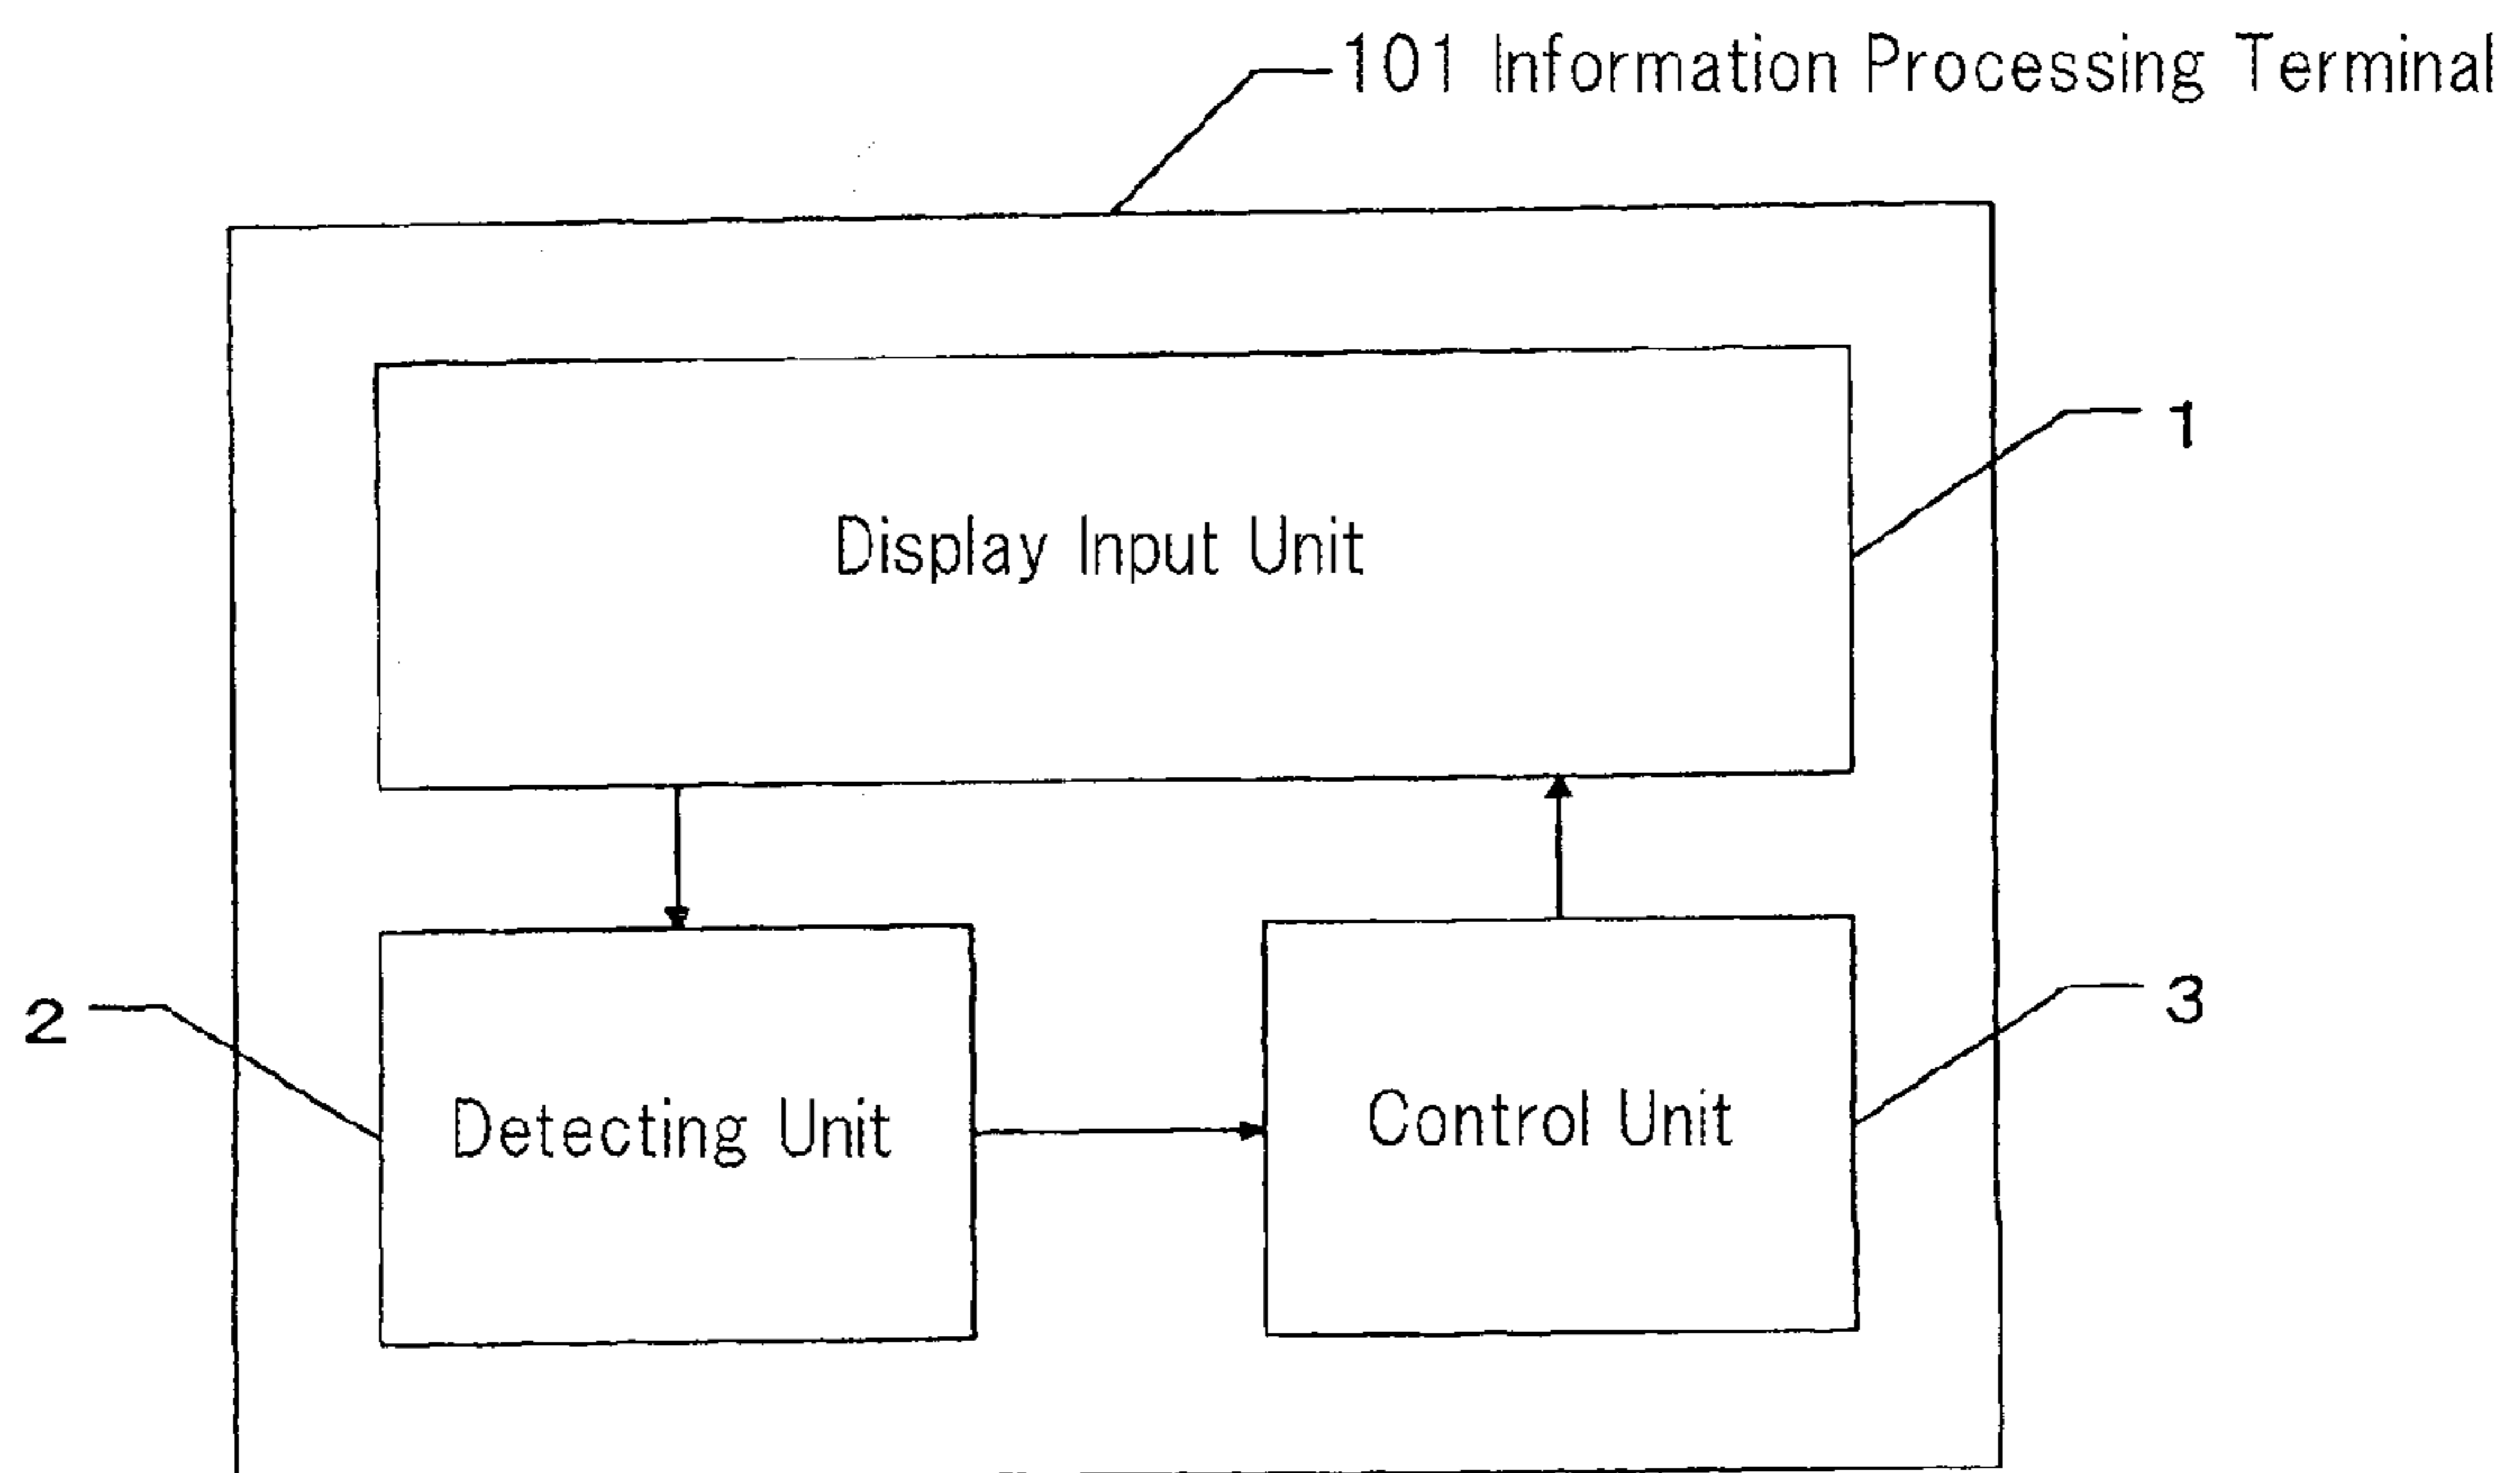 101 Information Processing Terminal
1
Display Input Unit
2
3
Detecting Unit
Control Unit